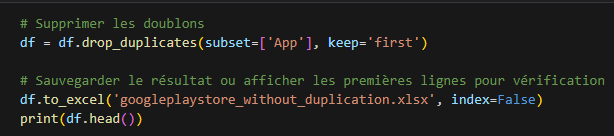 # Supprimer les doublons
df = df.drop_duplicates(subset=['App'], keep='first')

# Sauvegarder le résultat ou afficher les premières lignes pour vérification
df.to_excel('googleplaystore_without_duplication.xlsx', index=False)
print(df.head())